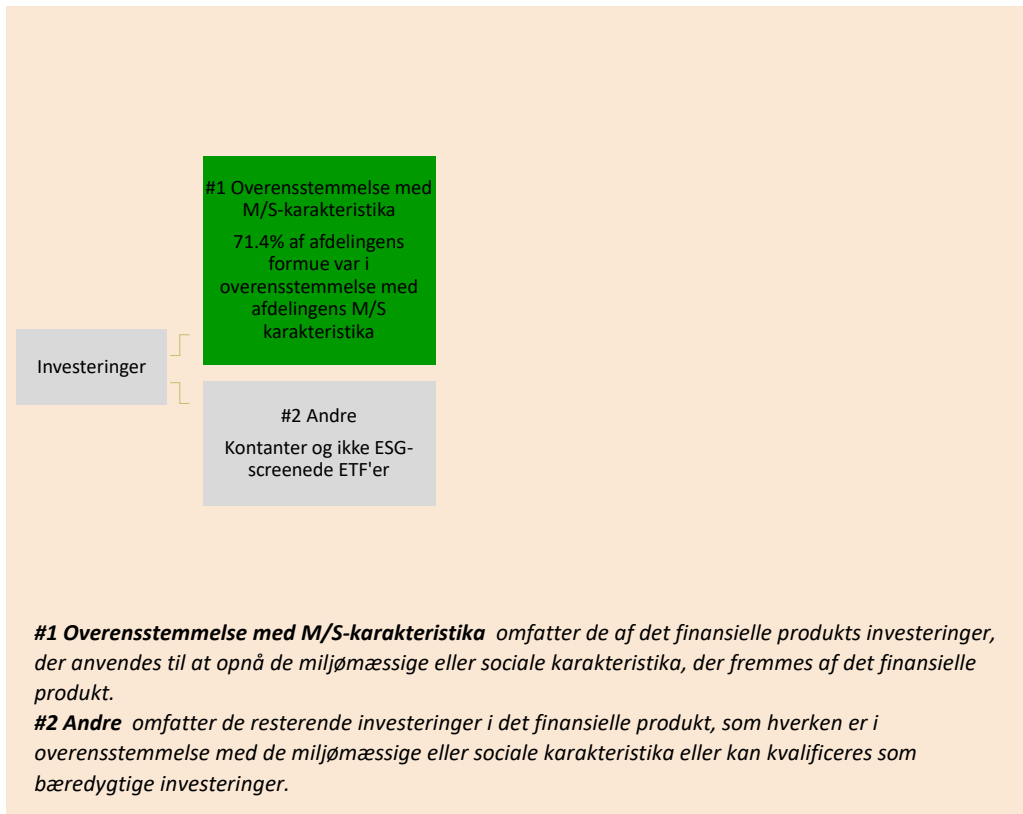 #1 Overensstemmelse med
M/S-karakteristika
71.4% af afdelingens
formue var i
overensstemmelse med
afdelingens M/S
karakteristika
Investeringer
#2 Andre
Kontanter og ikke ESG-
screenede ETF'er
#1 Overensstemmelse med M/S-karakteristika omfatter de af det finansielle produkts investeringer,
der anvendes til at opnå de miljømæssige eller sociale karakteristika, der fremmes af det finansielle
produkt.
#2 Andre omfatter de resterende investeringer i det finansielle produkt, som hverken er i
overensstemmelse med de miljømæssige eller sociale karakteristika eller kan kvalificeres som
bæredygtige investeringer.